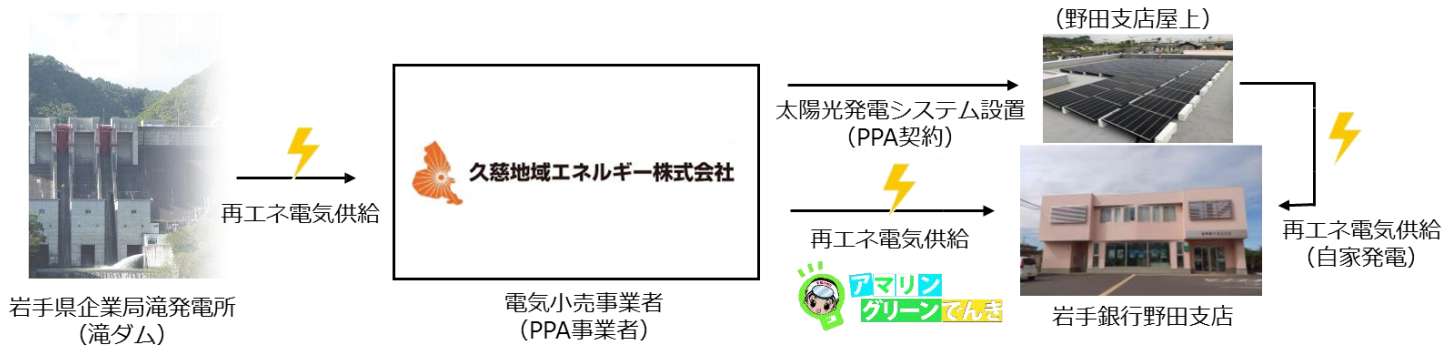 再エネ電気供給
岩手県企業局滝発電所
（滝ダム）
久慈地域エネルギー株式会社
電気小売事業者
（PPA事業者）
太陽光発電システム設置
（PPA契約）
再エネ電気供給
アマリン
グリーンでんき
（野田支店屋上）
岩手銀行野田支店
再エネ電気供給
（自家発電）